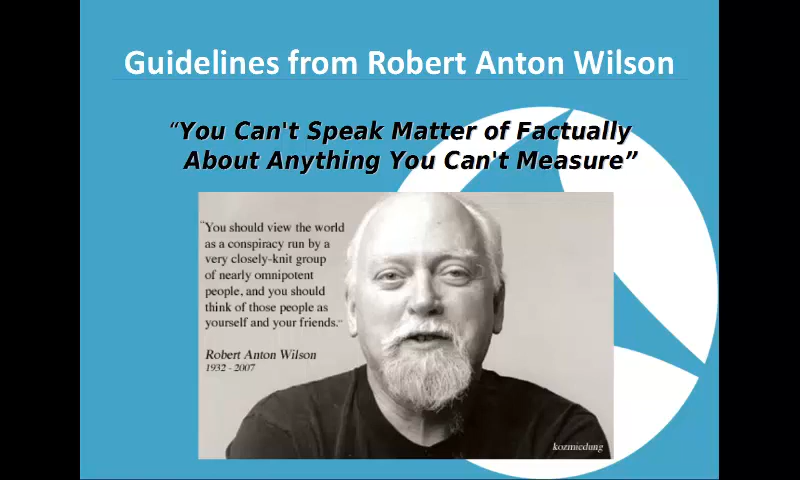 Guidelines from Robert Anton Wilson
“You Can't Speak Matter of Factually
About Anything You Can't Measure”
“You should view the world
as a conspiracy run by a
very closely-knit group
of nearly omnipotent
people, and you should
think of those people as
yourself and your friends.”
Robert Anton Wilson
1932 - 2007
kozmicdung